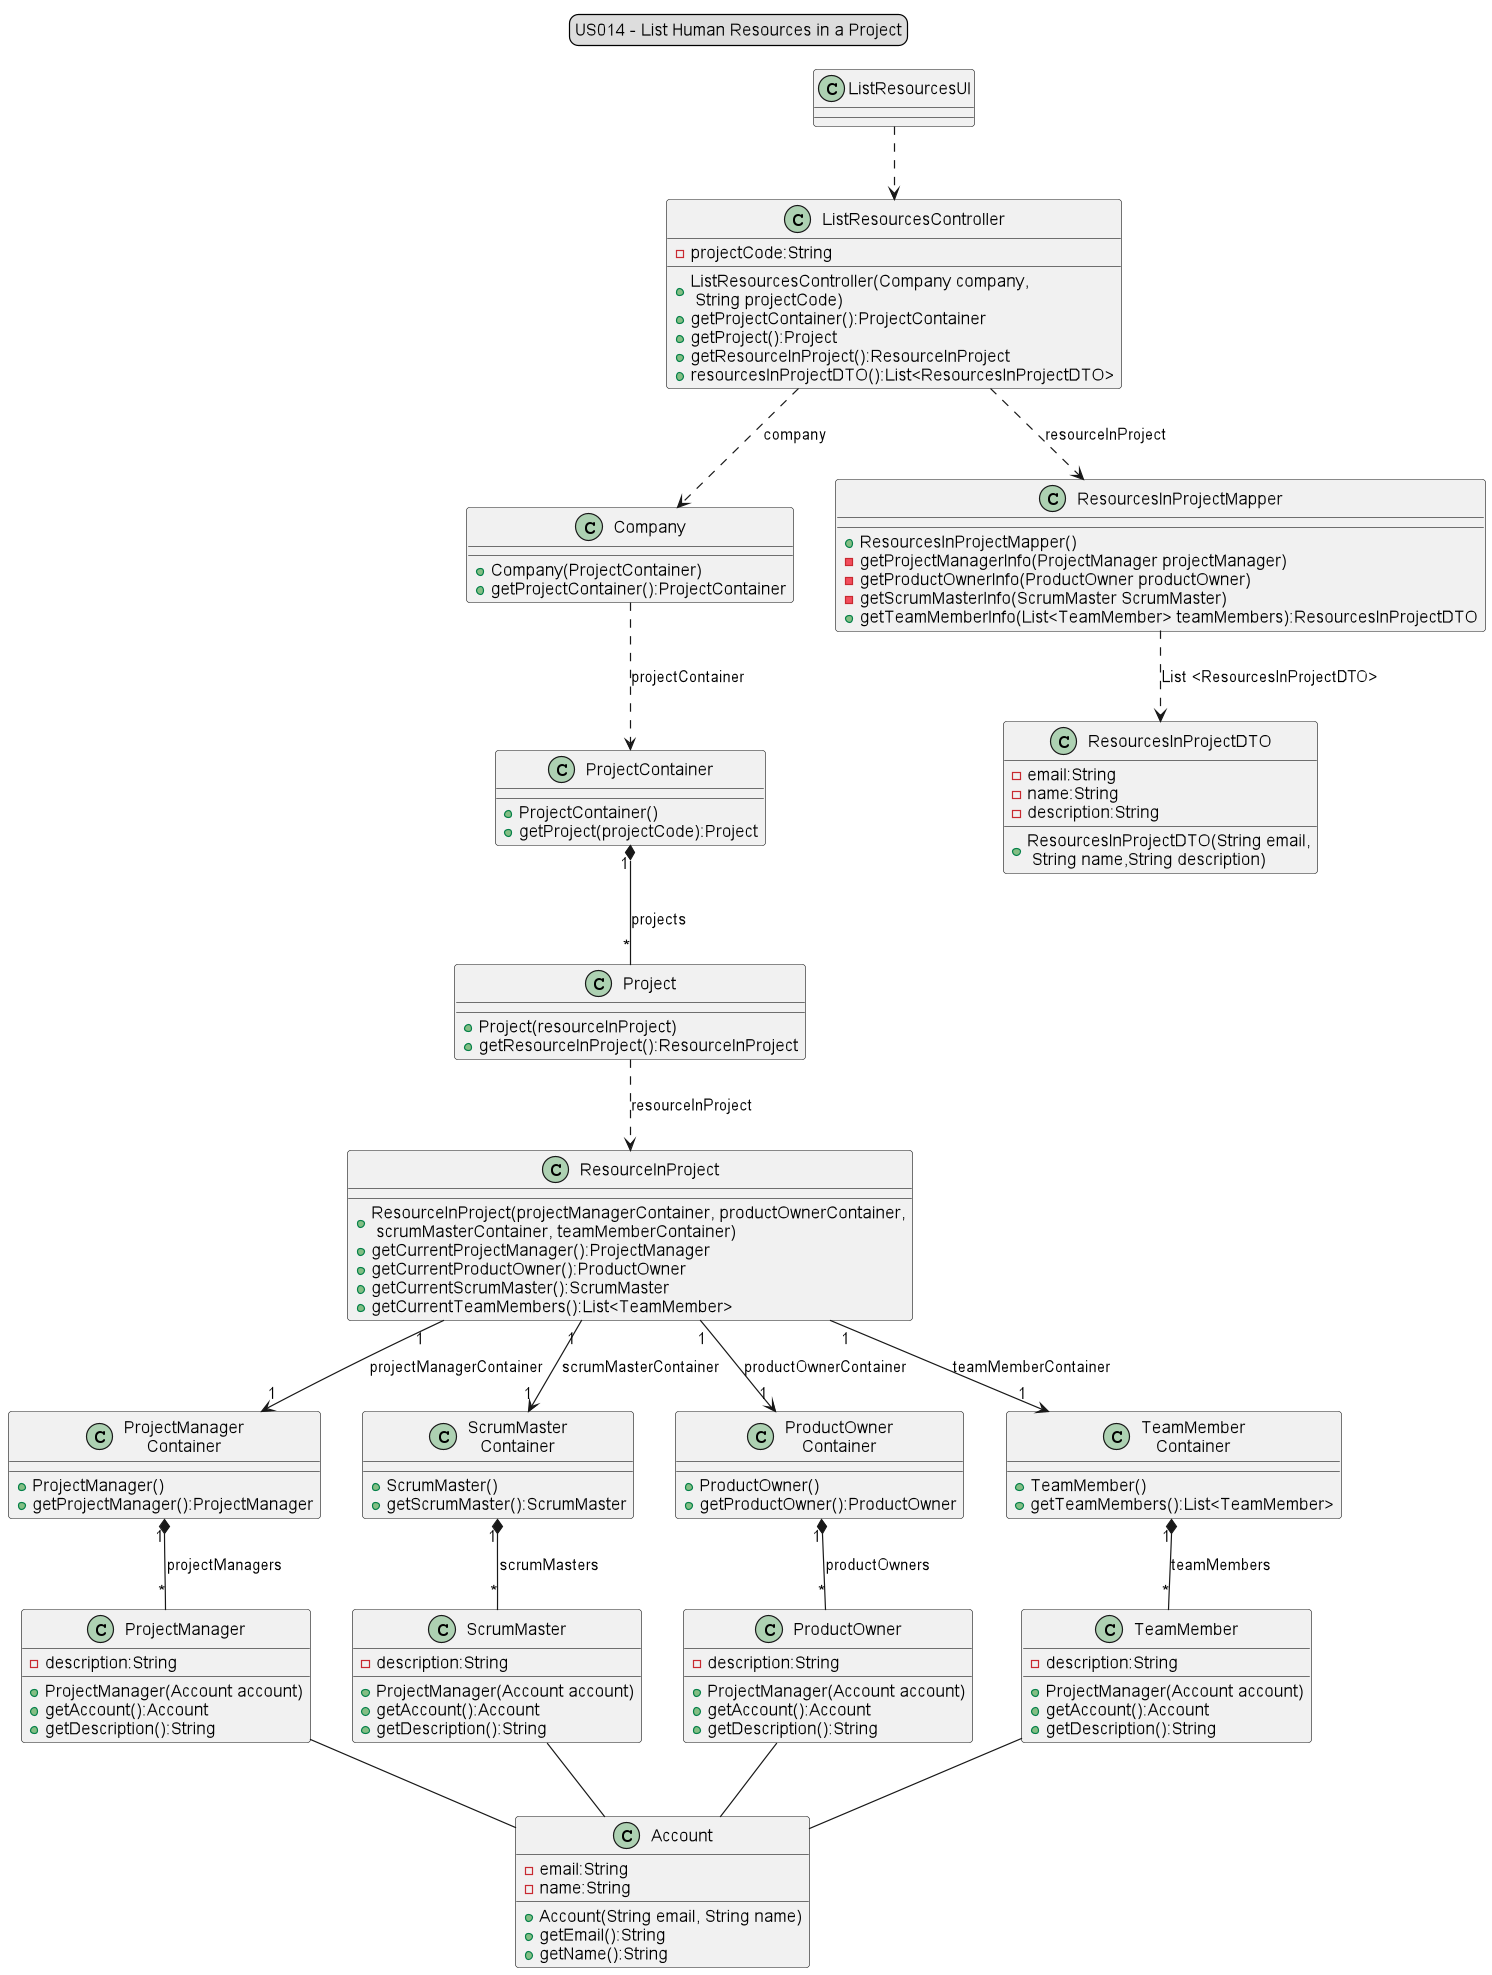 US014 - List Human Resources in a Project
C ListResourcesUI
C ListResourcesController
projectCode:String
ListResourcesController(Company company,
String projectCode)
getProjectContainer():ProjectContainer
getProject():Project
getResourceInProject():ResourceInProject
resourcesInProjectDTO():List<ResourcesInProjectDTO>
company
resourceInProject
C Company
Company(ProjectContainer)
getProjectContainer():ProjectContainer
C ResourcesInProjectMapper
ResourcesInProjectMapper()
getProjectManagerInfo(ProjectManager projectManager)
getProductOwnerInfo(ProductOwner productOwner)
getScrumMasterInfo(ScrumMaster ScrumMaster)
getTeamMemberInfo(List<TeamMember> teamMembers):ResourcesInProjectDTO
projectContainer
List <ResourcesInProjectDTO>
C ProjectContainer
ProjectContainer()
getProject(projectCode):Project
C ResourcesInProjectDTO
email:String
name:String
description:String
ResourcesInProjectDTO(String email,
String name,String description)
1
projects
*
C Project
Project(resourceInProject)
getResourceInProject():ResourceInProject
resourceInProject
C ResourceInProject
ResourceInProject(projectManagerContainer, productOwnerContainer,
scrumMasterContainer, teamMemberContainer)
getCurrentProjectManager():ProjectManager
getCurrentProductOwner():ProductOwner
getCurrentScrumMaster():ScrumMaster
getCurrentTeamMembers():List<TeamMember>
1 1 1 1
projectManagerContainer scrumMasterContainer productOwnerContainer teamMemberContainer
1 1 1 1
C ProjectManager
Container
ProjectManager()
getProjectManager():ProjectManager
C ScrumMaster
Container
ScrumMaster()
getScrumMaster():ScrumMaster
C ProductOwner
Container
ProductOwner()
getProductOwner():ProductOwner
C TeamMember
Container
TeamMember()
getTeamMembers():List<TeamMember>
1 1 1 1
projectManagers scrumMasters productOwners teamMembers
* * * *
C ProjectManager
description:String
ProjectManager(Account account)
getAccount():Account
getDescription():String
C ScrumMaster
description:String
ProjectManager(Account account)
getAccount():Account
getDescription():String
C ProductOwner
description:String
ProjectManager(Account account)
getAccount():Account
getDescription():String
C TeamMember
description:String
ProjectManager(Account account)
getAccount():Account
getDescription():String
C Account
email:String
name:String
Account(String email, String name)
getEmail():String
getName():String